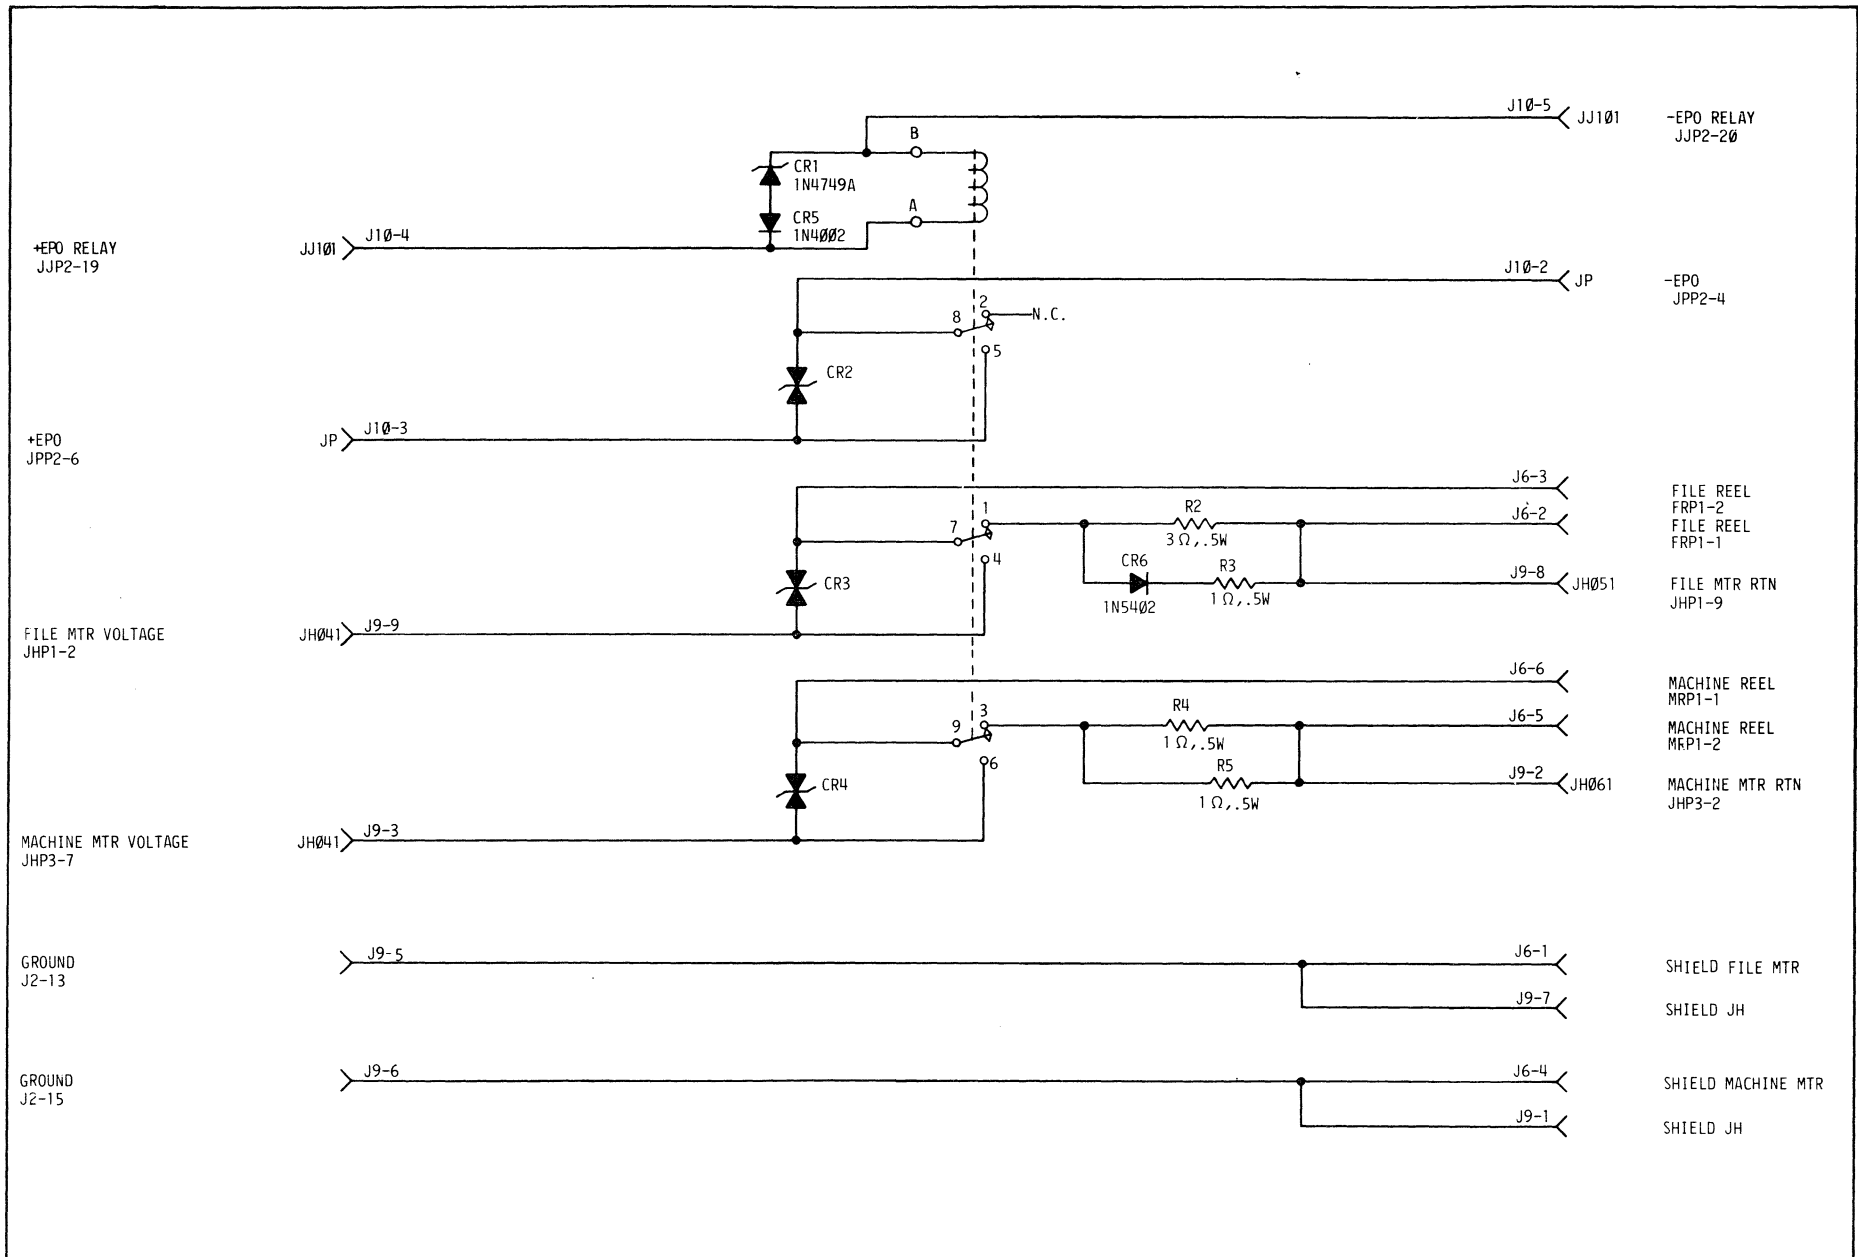 J10-5
JJ101
-EPO RELAY
JJP2-20
B
CR1
1N4749A
A
CR5
1N4002
+EPO RELAY
JJP2-19
JJ101
J10-4
J10-2
JP
-EPO
JPP2-4
2
N.C.
8
5
CR2
+EPO
JPP2-6
JP
J10-3
J6-3
FILE REEL
FRP1-2
J6-2
FILE REEL
FRP1-1
1
7
4
R2
3Ω,.5W
CR6
1N5402
R3
1Ω,.5W
J9-8
JH051
FILE MTR RTN
JHP1-9
CR3
FILE MTR VOLTAGE
JHP1-2
JH041
J9-9
J6-6
MACHINE REEL
MRP1-1
J6-5
MACHINE REEL
MRP1-2
3
9
6
R4
1Ω,.5W
R5
1Ω,.5W
J9-2
JH061
MACHINE MTR RTN
JHP3-2
CR4
MACHINE MTR VOLTAGE
JHP3-7
JH041
J9-3
GROUND
J2-13
J9-5
J6-1
SHIELD FILE MTR
J9-7
SHIELD JH
GROUND
J2-15
J9-6
J6-4
SHIELD MACHINE MTR
J9-1
SHIELD JH